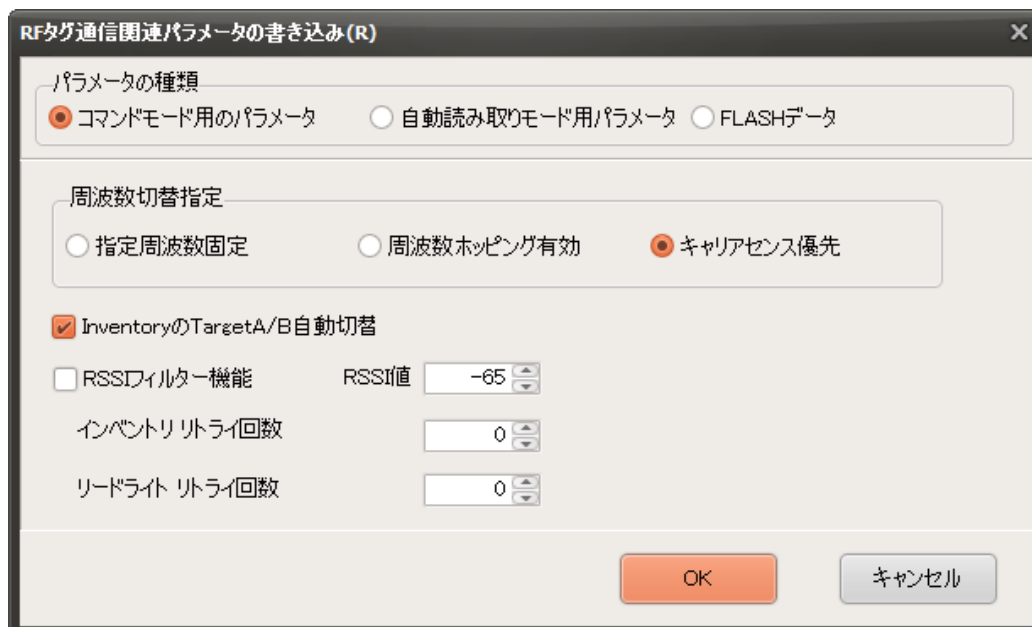 RFタグ通信関連パラメータの書き込み(R)
パラメータの種類
コマンドモード用のパラメータ 自動読み取りモード用パラメータ FLASHデータ
周波数切替指定
指定周波数固定 周波数ホッピング有効 キャリアセンス優先
InventoryのTargetA/B自動切替
RSSIフィルター機能 RSSI値 -65
インベントリ リトライ回数 0
リードライト リトライ回数 0
OK キャンセル